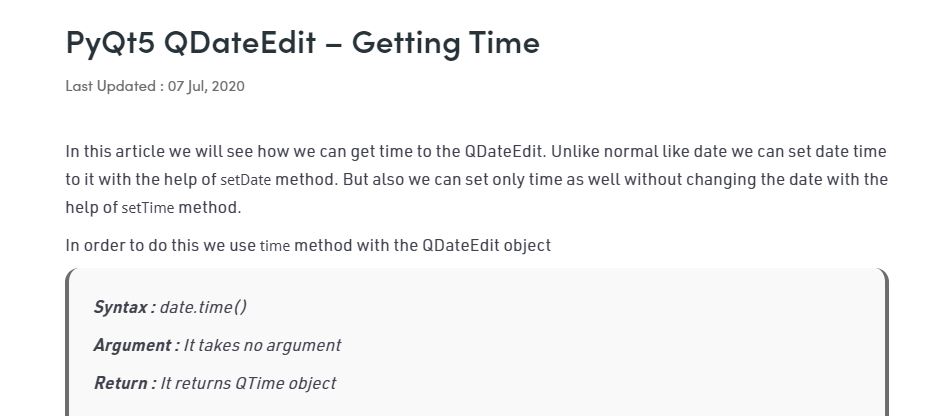 PyQt5 QDateEdit – Getting Time
Last Updated : 07 Jul, 2020
In this article we will see how we can get time to the QDateEdit. Unlike normal like date we can set date time
to it with the help of setDate method. But also we can set only time as well without changing the date with the
help of setTime method.
In order to do this we use time method with the QDateEdit object
Syntax : date.time()
Argument : It takes no argument
Return : It returns QTime object